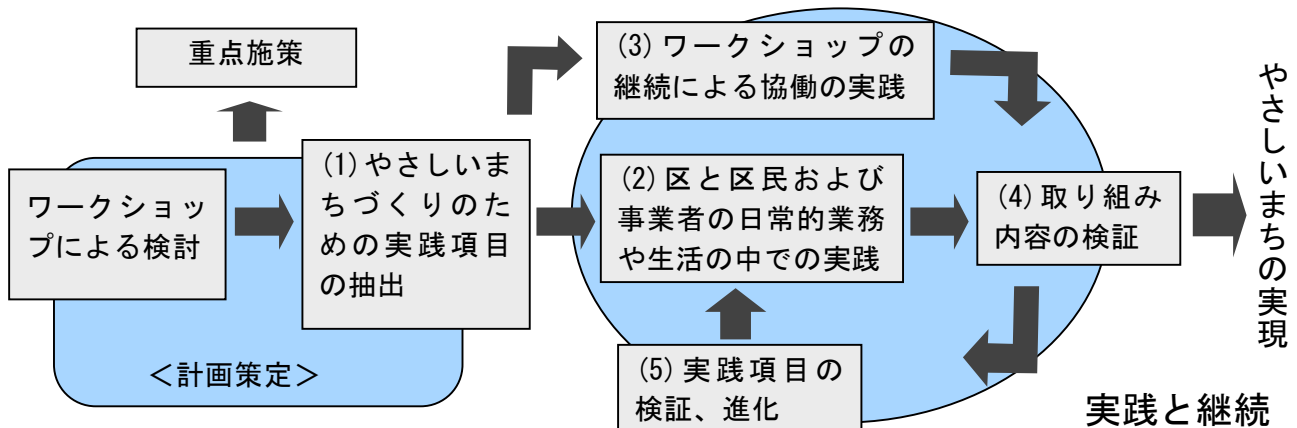 重点施策
ワークショッ
プによる検討
(1)やさしいま
ちづくりのた
めの実践項目
の抽出
＜計画策定＞
(3)ワークショップの
継続による協働の実践
(2)区と区民および
事業者の日常的業務
や生活の中での実践
(4)取り組み
内容の検証
(5)実践項目の
検証、進化
やさしいまちの実現
実践と継続